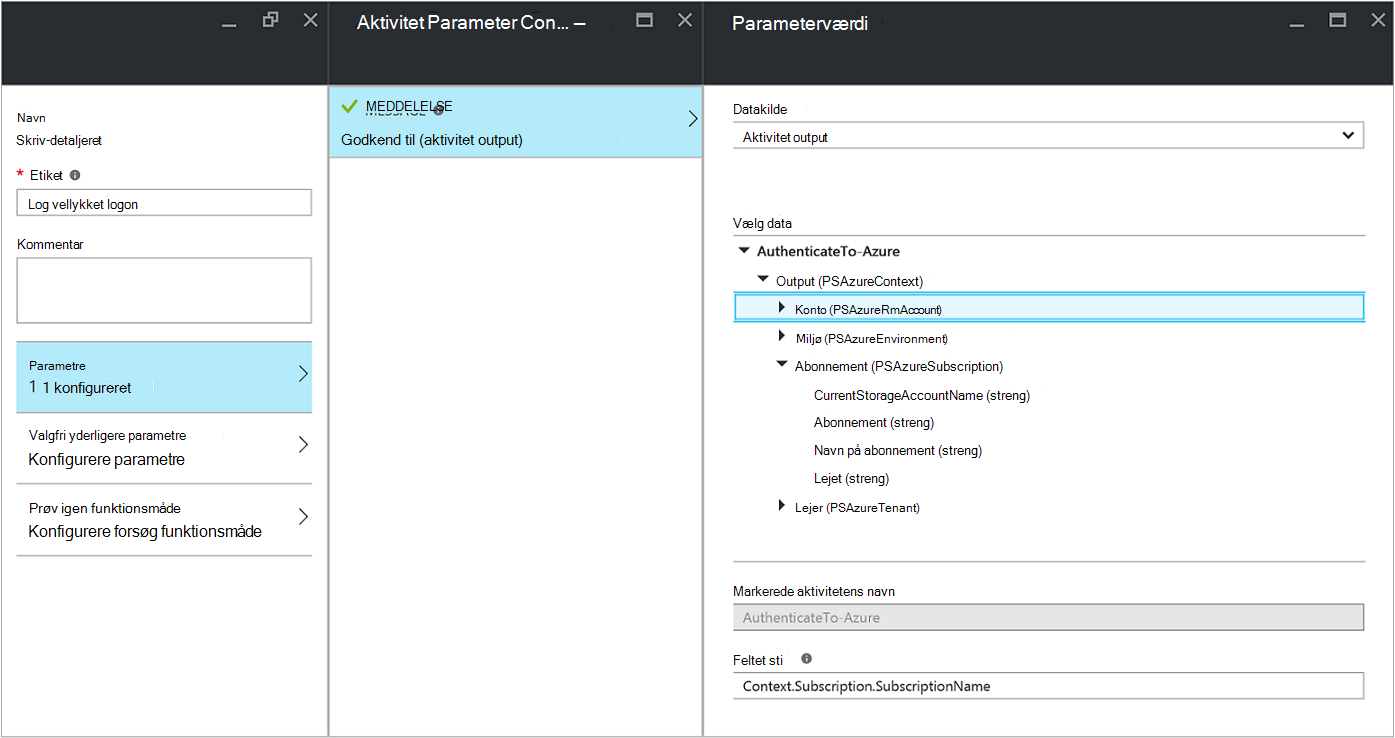 Navn
Skriv-detaljeret
* Etiket
Log vellykket logon
Kommentar
Parametre
1 1 konfigureret
Valgfri yderligere parametre
Konfigurere parametre
Prøv igen funktionsmåde
Konfigurere forsøg funktionsmåde
Aktivitet Parameter Con...
MEDDELELSE
MESSAGE
Godkend til (aktivitet output)
Parameterværdi
Datakilde
Aktivitet output
Vælg data
AuthenticateTo-Azure
Output (PSAzureContext)
Konto (PSAzureRmAccount)
Miljø (PSAzureEnvironment)
Abonnement (PSAzureSubscription)
CurrentStorageAccountName (streng)
Abonnement (streng)
Navn på abonnement (streng)
Lejet (streng)
Lejer (PSAzureTenant)
Markerede aktivitetens navn
AuthenticateTo-Azure
Feltet sti
Context.Subscription.SubscriptionName